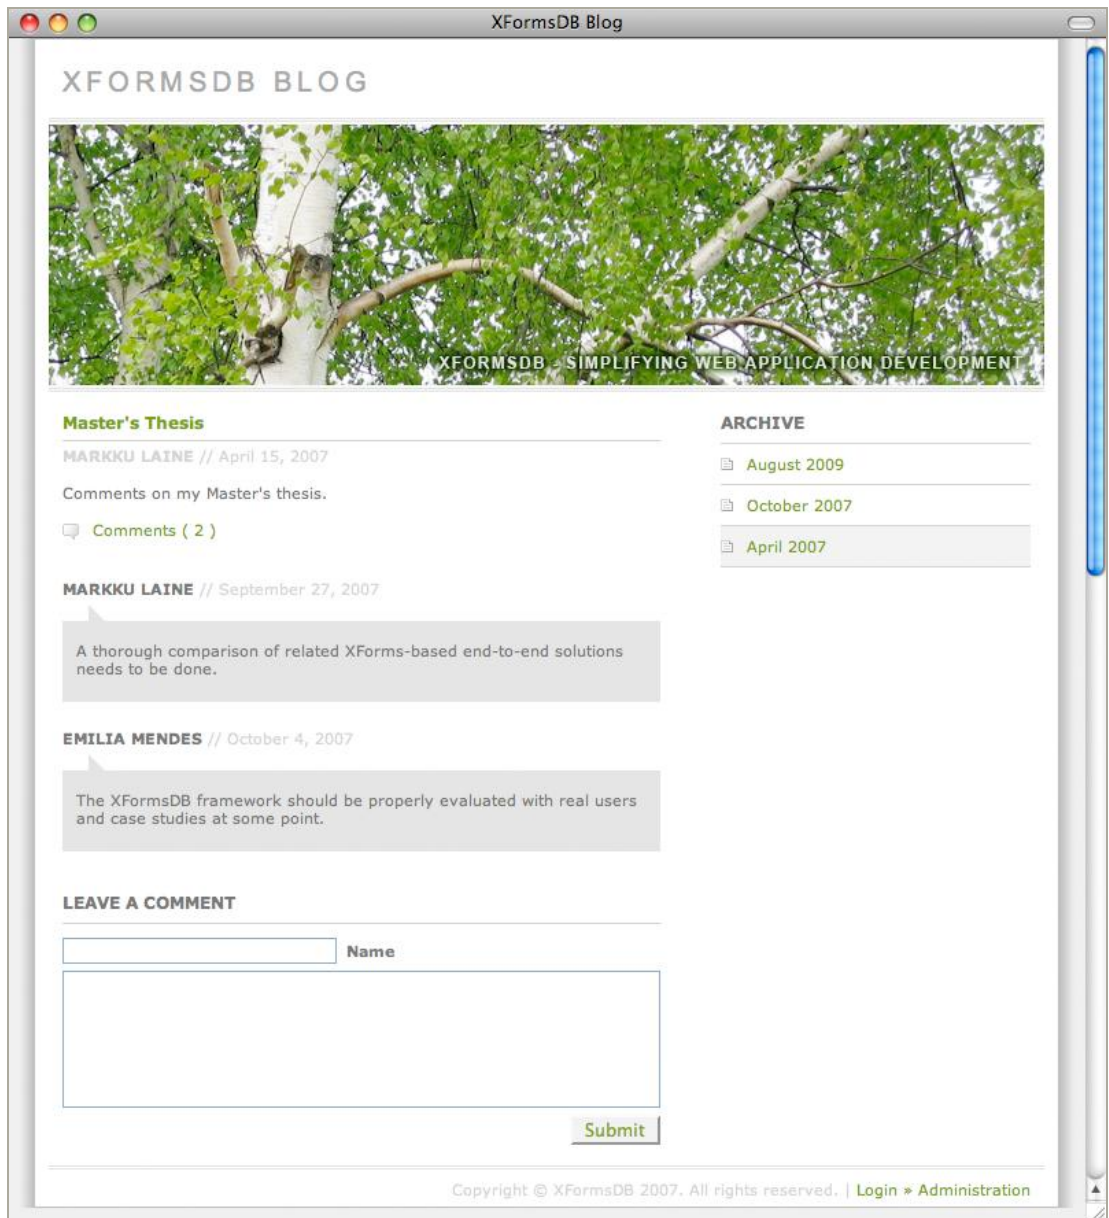 XFormsDB Blog
XFORMSDB BLOG
XFORMSDB - SIMPLIFYING WEB APPLICATION DEVELOPMENT
Master's Thesis
MARKKU LAINE // April 15, 2007
Comments on my Master's thesis.
Comments ( 2 )
MARKKU LAINE // September 27, 2007
A thorough comparison of related XForms-based end-to-end solutions
needs to be done.
EMILIA MENDES // October 4, 2007
The XFormsDB framework should be properly evaluated with real users
and case studies at some point.
LEAVE A COMMENT
Name
Submit
ARCHIVE
August 2009
October 2007
April 2007
Copyright © XFormsDB 2007. All rights reserved. | Login » Administration